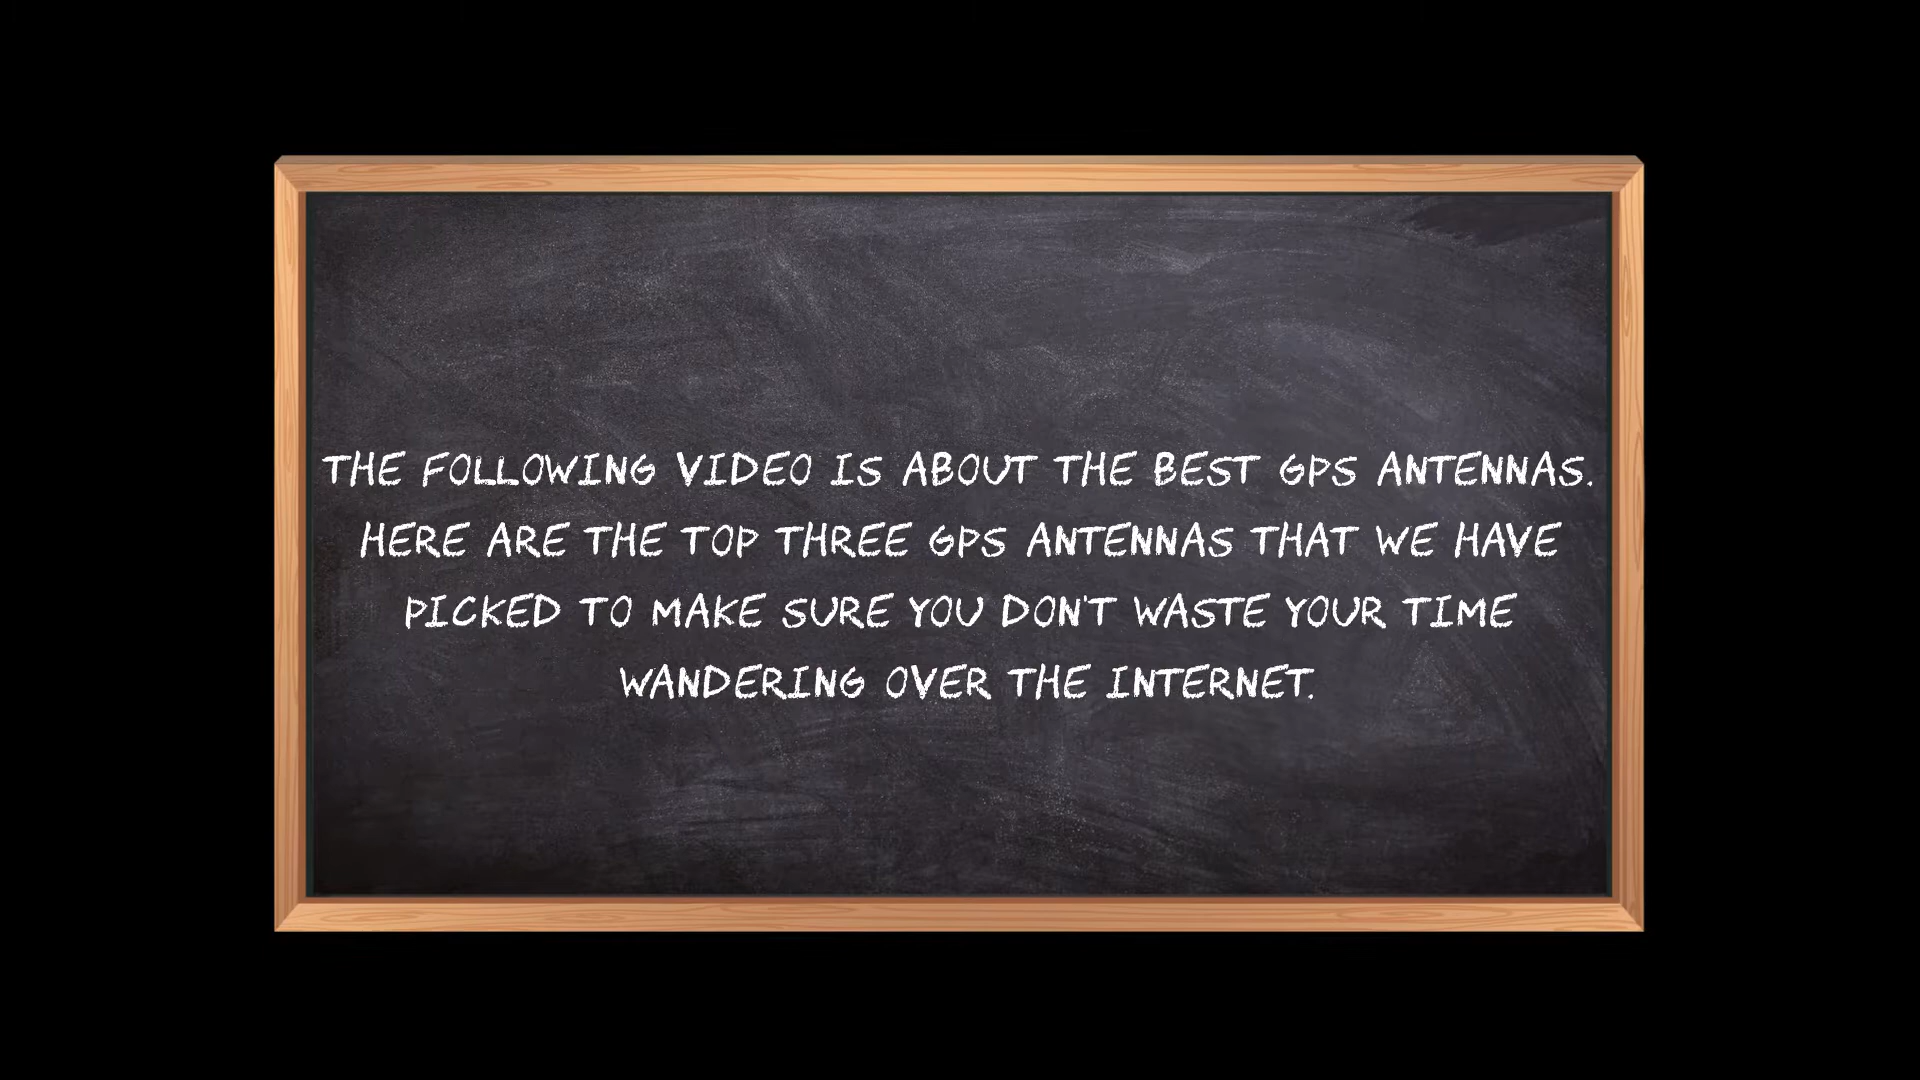 THE FOLLOWING VIDEO IS ABOUT THE BEST GPS ANTENNAS.
HERE ARE THE TOP THREE GPS ANTENNAS THAT WE HAVE
PICKED TO MAKE SURE YOU DON'T WASTE YOUR TIME
WANDERING OVER THE INTERNET.